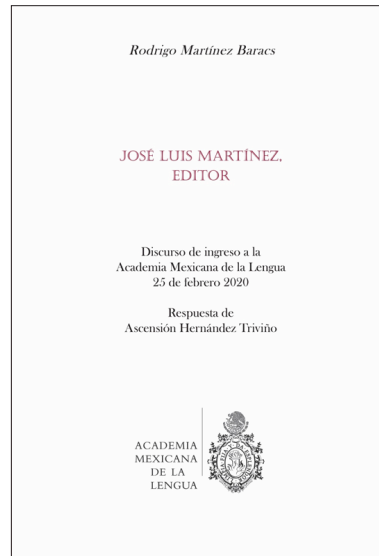 Rodrigo Martínez Baracs
JOSÉ LUIS MARTÍNEZ,
EDITOR
Discurso de ingreso a la
Academia Mexicana de la Lengua
25 de febrero 2020
Respuesta de
Ascensión Hernández Triviño
ACADEMIA
MEXICANA
DE LA
LENGUA